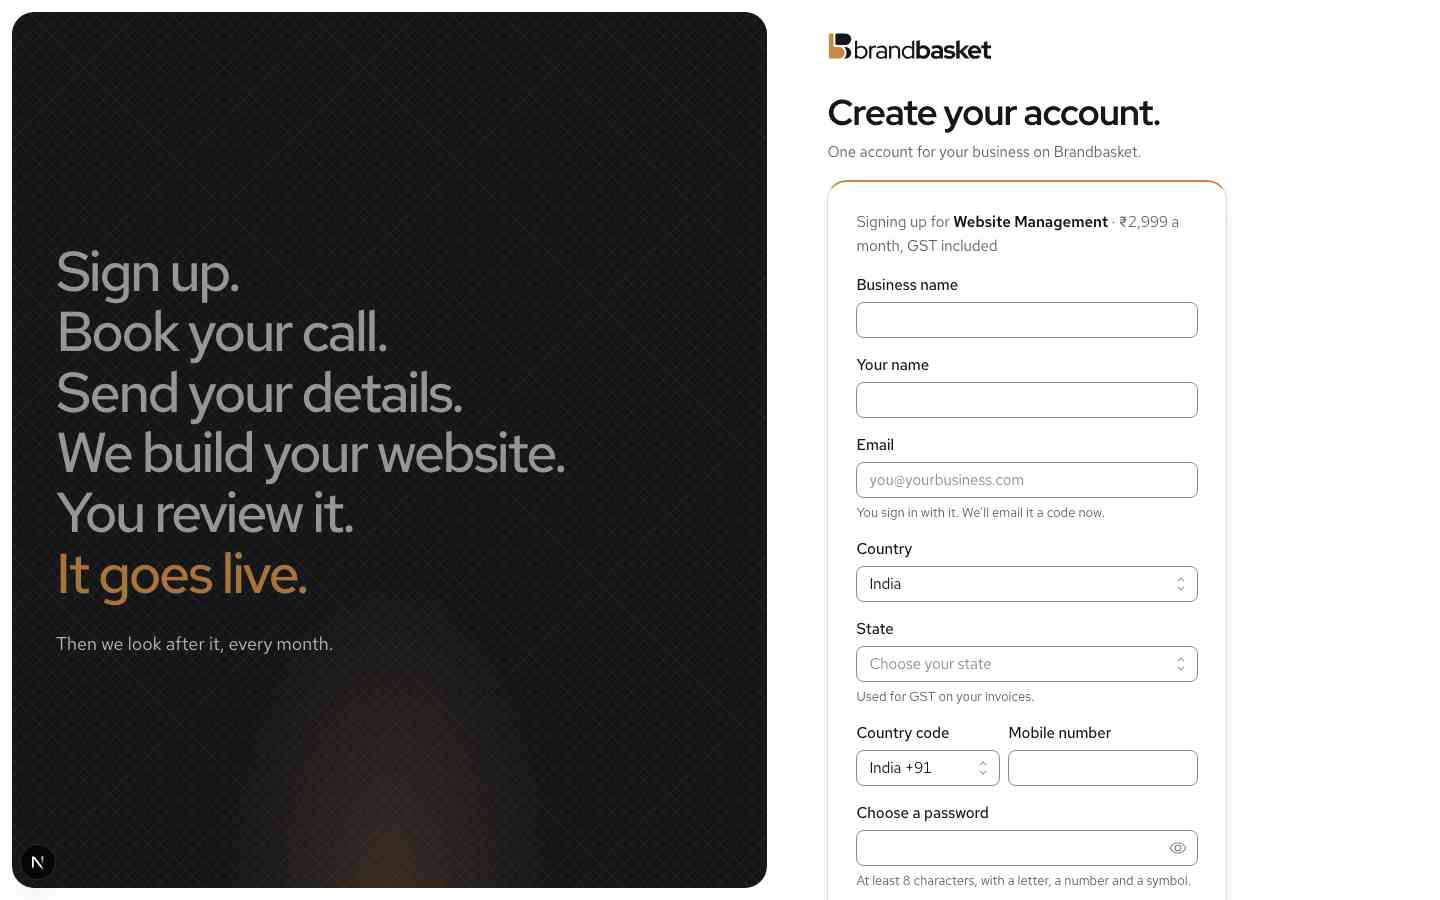 Sign up.
Book your call.
Send your details.
We build your website.
You review it.
It goes live.
Then we look after it, every month.
N
brandbasket
Create your account.
One account for your business on Brandbasket.
Signing up for Website Management · ₹2,999 a
month, GST included
Business name
Your name
Email
you@yourbusiness.com
You sign in with it. We'll email it a code now.
Country
India
State
Choose your state
Used for GST on your invoices.
Country code
Mobile number
India +91
Choose a password
At least 8 characters, with a letter, a number and a symbol.